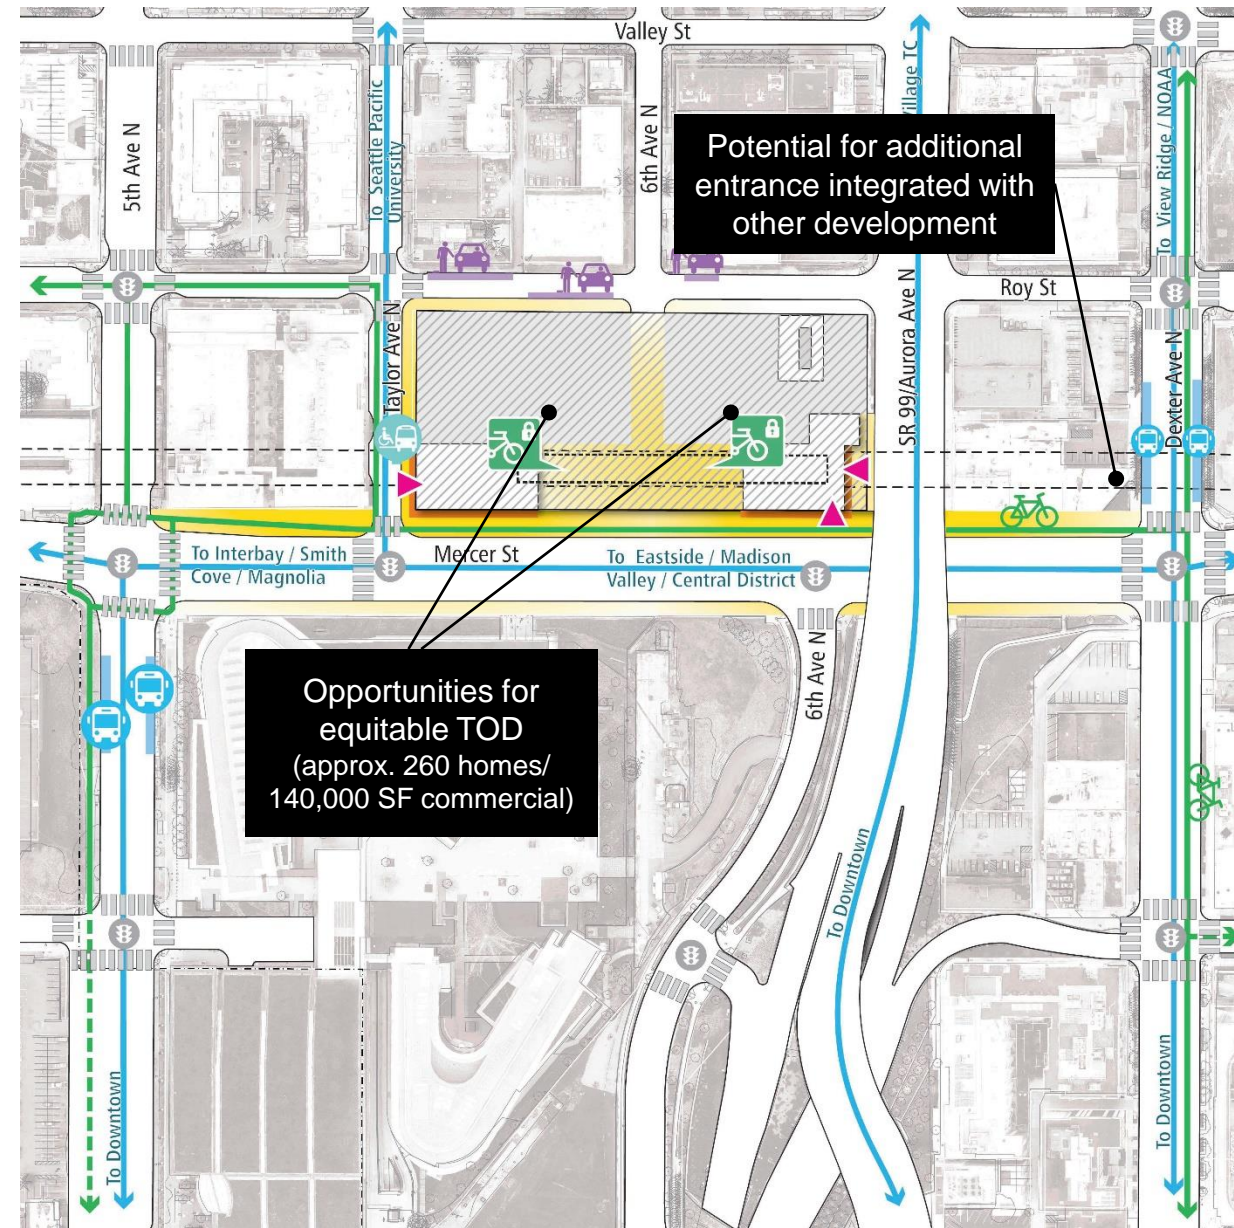 Valley St
5th Ave N
To Seattle Pacific
University
6th Ave N
Village TC
To View Ridge / NOAA
Potential for additional
entrance integrated with
other development
Roy St
Taylor Ave N
SR 99/Aurora Ave N
Dexter Ave N
To Interbay / Smith
Cove / Magnolia
Mercer St
To Eastside / Madison
Valley / Central District
6th Ave N
Opportunities for
equitable TOD
(approx. 260 homes/
140,000 SF commercial)
To Downtown
To Downtown
To Downtown